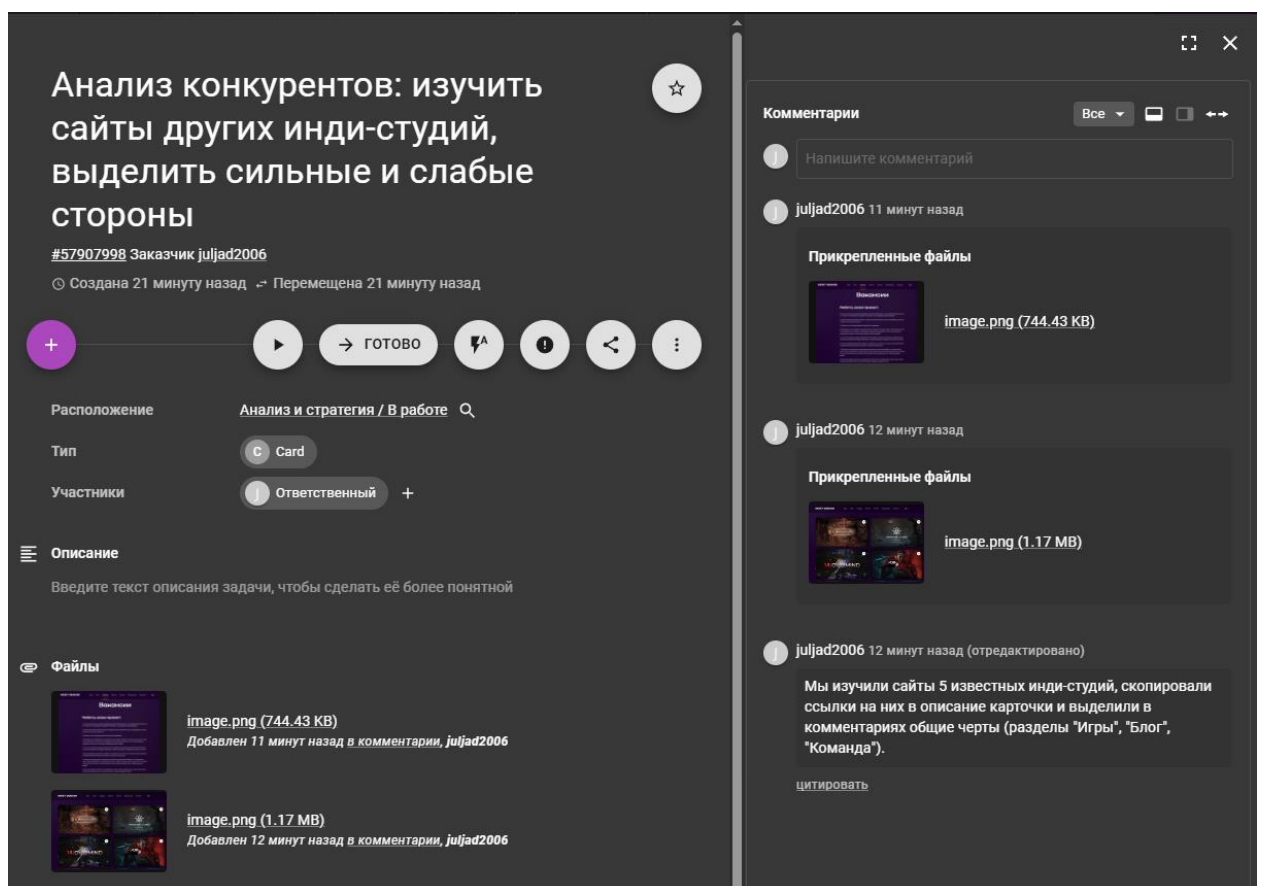 Анализ конкурентов: изучить
сайты других инди-студий,
выделить сильные и слабые
стороны
#57907998 Заказчик juljad2006
Создана 21 минуту назад Перемещена 21 минуту назад
ГОТОВО
Расположение Анализ и стратегия / В работе
Тип C Card
Участники J Ответственный
Описание
Введите текст описания задачи, чтобы сделать её более понятной
Файлы
Вакансии
image.png (744.43 KB)
Добавлен 11 минут назад в комментарии, juljad2006
image.png (1.17 MB)
Добавлен 12 минут назад в комментарии, juljad2006
Комментарии Все
J Напишите комментарий
J juljad2006 11 минут назад
Прикрепленные файлы
Вакансии
image.png (744.43 KB)
J juljad2006 12 минут назад
Прикрепленные файлы
image.png (1.17 MB)
J juljad2006 12 минут назад (отредактировано)
Мы изучили сайты 5 известных инди-студий, скопировали
ссылки на них в описание карточки и выделили в
комментариях общие черты (разделы "Игры", "Блог",
"Команда").
цитировать